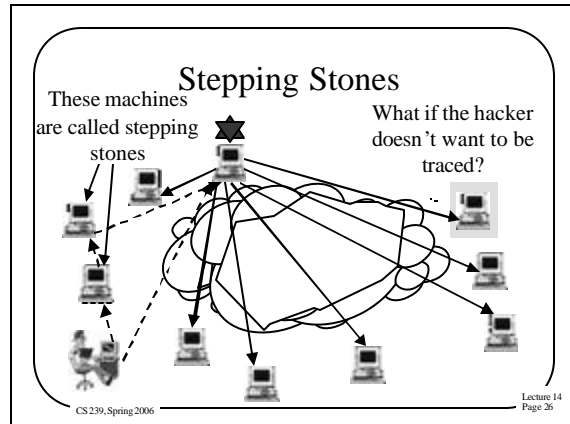 Stepping Stones
These machines
are called stepping
stones
What if the hacker
doesn't want to be
traced?
CS 239, Spring 2006
Lecture 14
Page 26